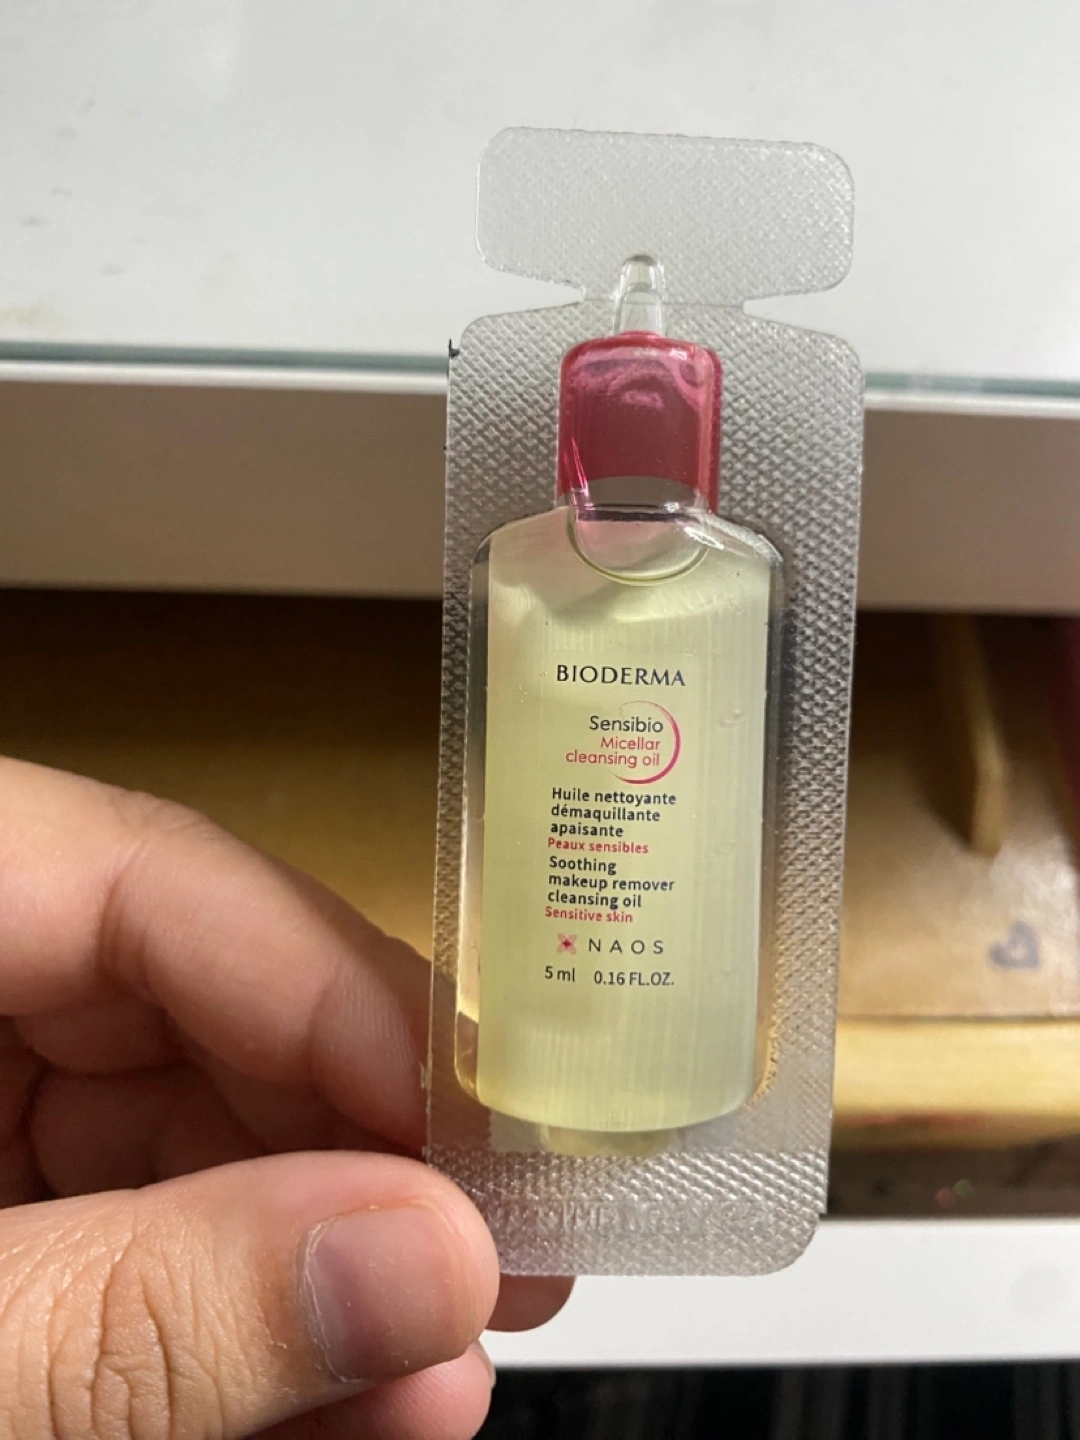 BIODERMA
Sensibio
Micellar
cleansing oil
Huile nettoyante
démaquillante
apaisante
Peaux sensibles
Soothing
makeup remover
cleansing oil
Sensitive skin
NAOS
5 ml 0.16 FL.OZ.